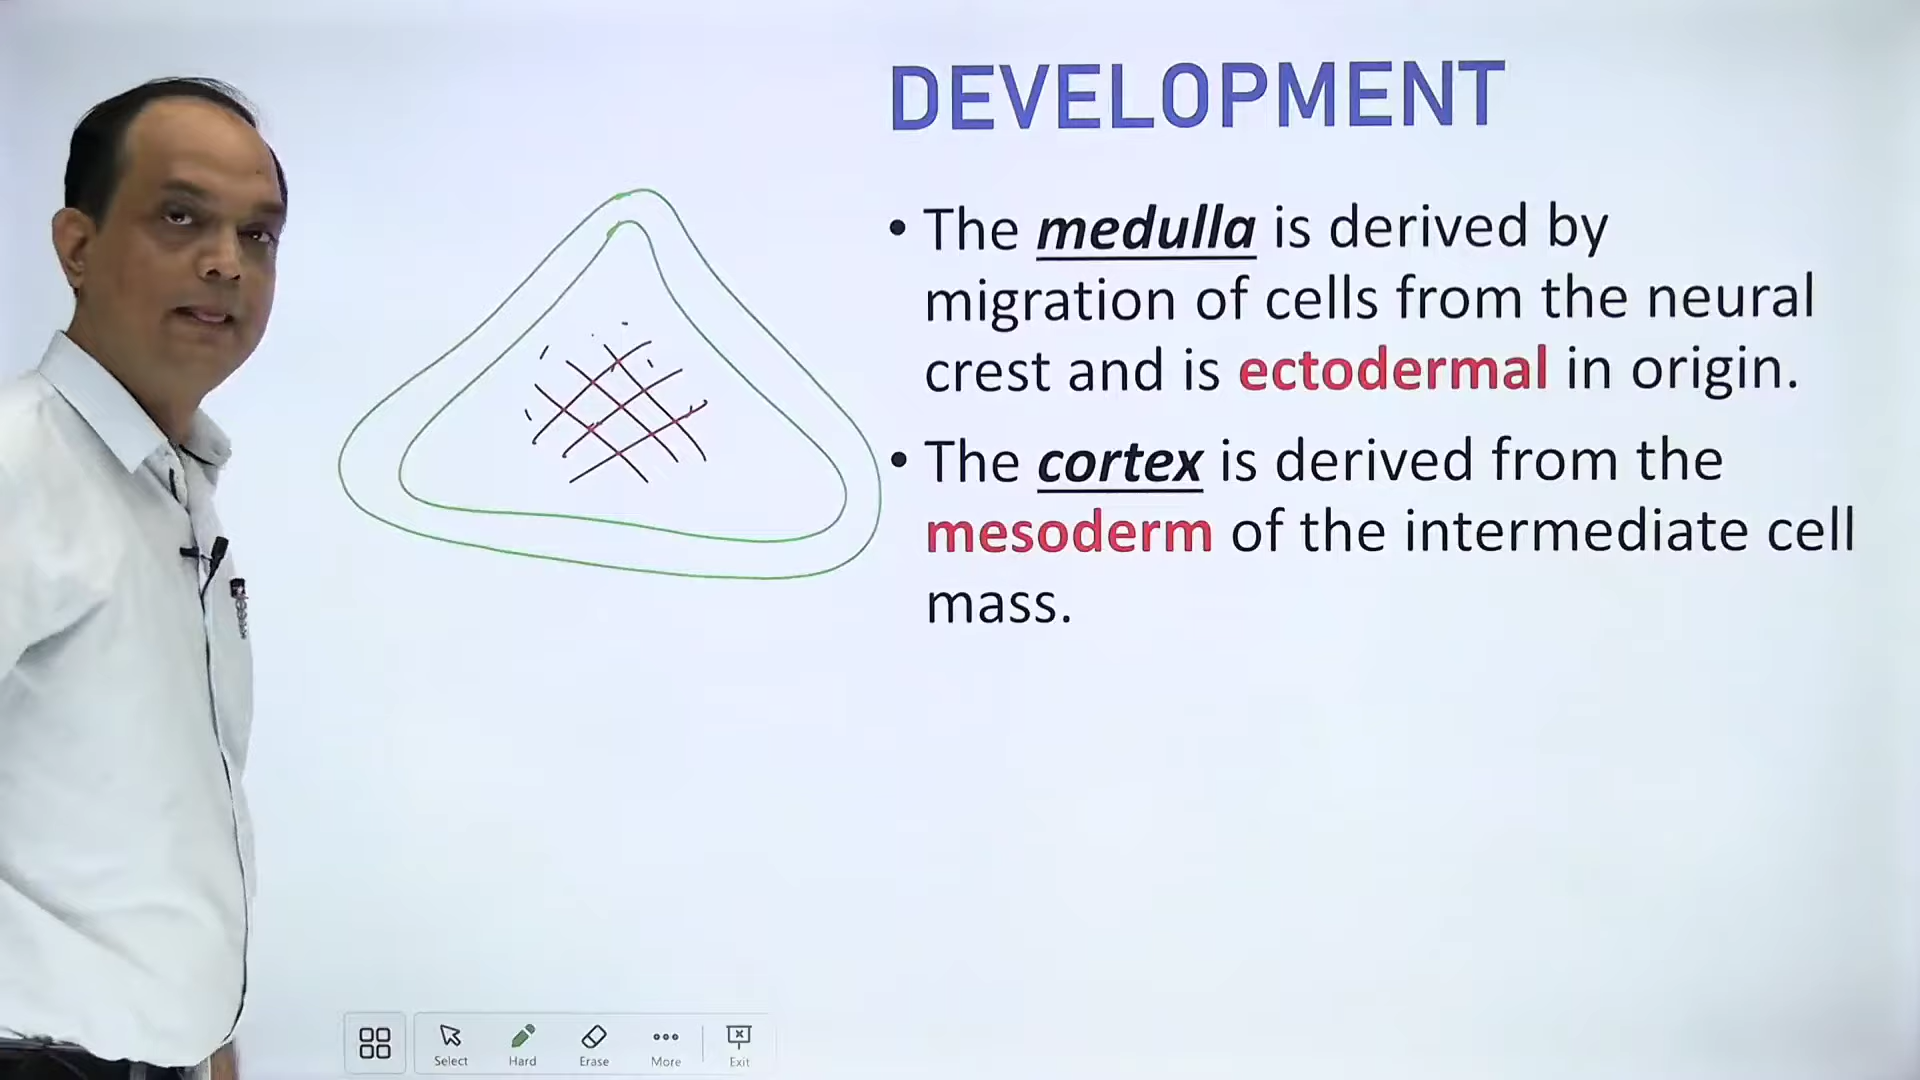 DEVELOPMENT
• The medulla is derived by
migration of cells from the neural
crest and is ectodermal in origin.
• The cortex is derived from the
mesoderm of the intermediate cell
mass.
Select Hard Erase More Exit